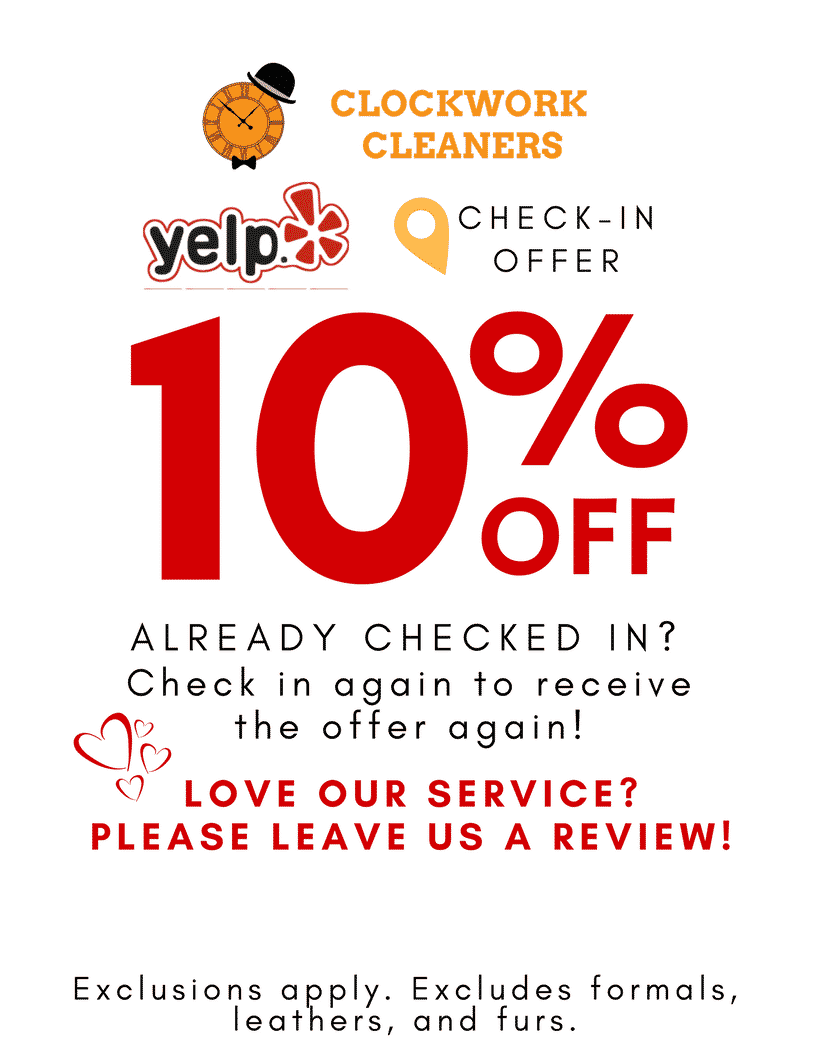 CLOCKWORK
CLEANERS
yelp.
CHECK-IN
OFFER
10%
OFF
ALREADY CHECKED IN?
Check in again to receive
the offer again!
LOVE OUR SERVICE?
PLEASE LEAVE US A REVIEW!
Exclusions apply. Excludes formals,
leathers, and furs.